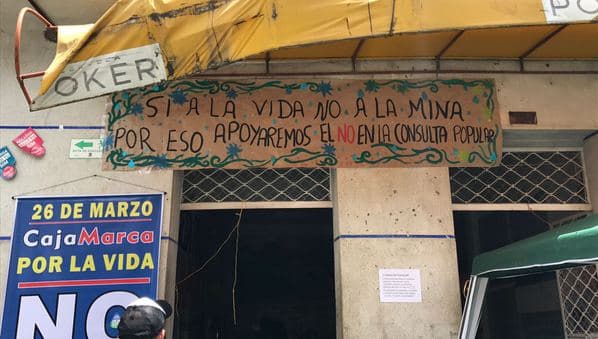 OKER
PO
SI A LA VIDA NO A LA MINA
POR ESO APOYAREMOS EL NO EN LA CONSULTA POPULAR
26 DE MARZO
CajaMarca
POR LA VIDA
NO